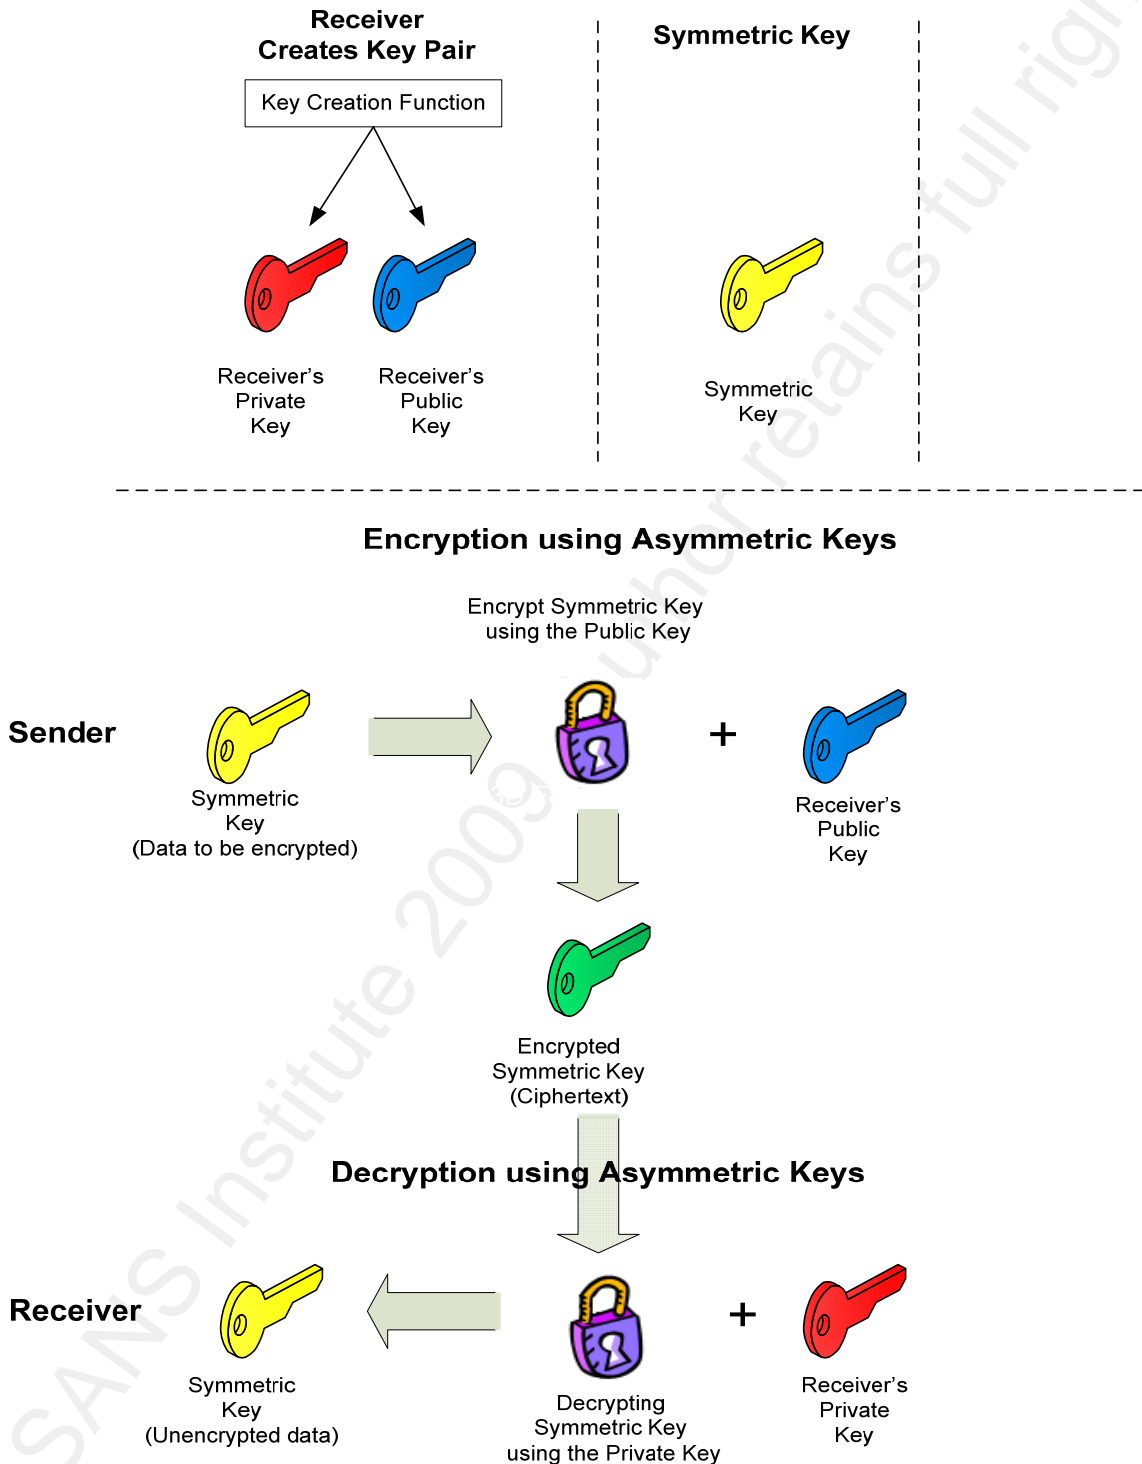 Receiver
Creates Key Pair
Symmetric Key
Key Creation Function
Receiver's
Private
Key
Receiver's
Public
Key
Symmetric
Key
Encryption using Asymmetric Keys
Encrypt Symmetric Key
using the Public Key
Sender
Symmetric
Key
(Data to be encrypted)
+
Receiver's
Public
Key
Encrypted
Symmetric Key
(Ciphertext)
Decryption using Asymmetric Keys
Receiver
Symmetric
Key
(Unencrypted data)
+
Decrypting
Symmetric Key
using the Private Key
Receiver's
Private
Key
SANS Institute 2009 author retains full